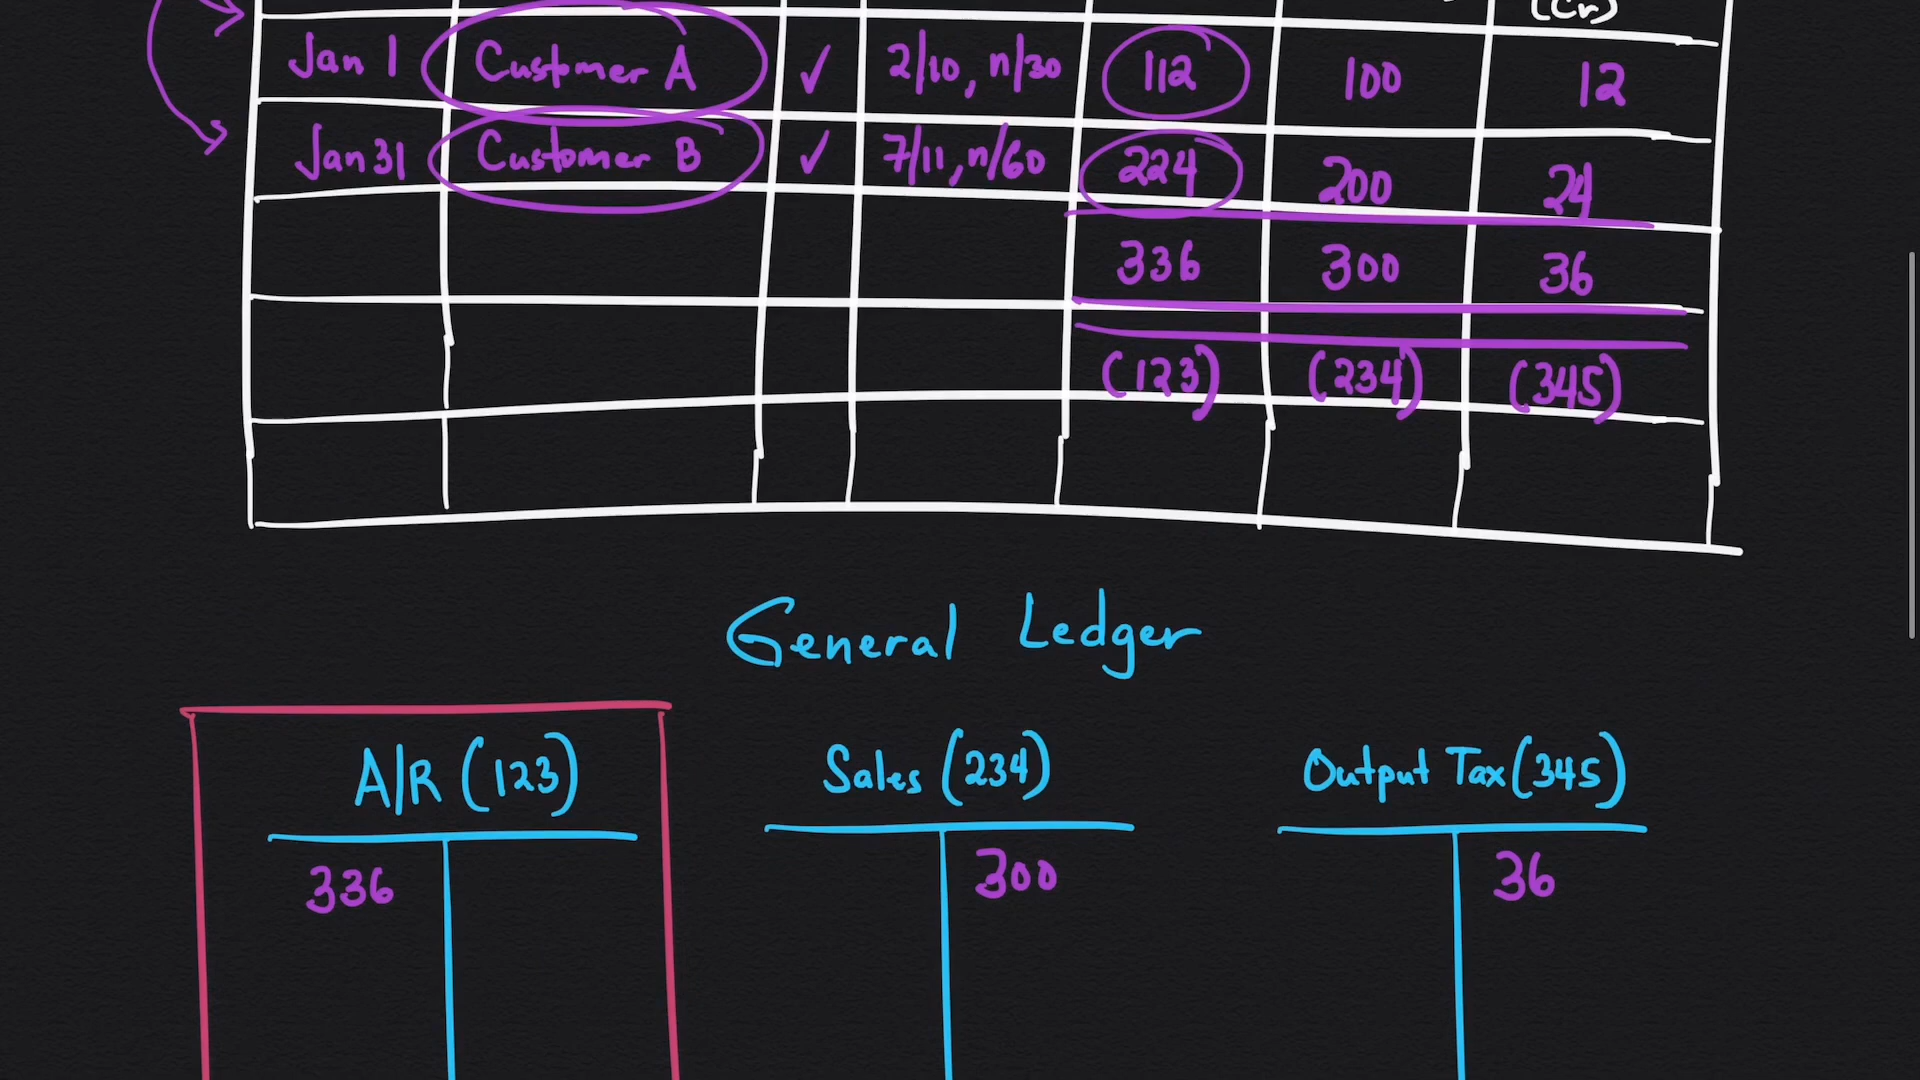 (Cr)
Jan 1 Customer A ✓ 2/10, n/30 112 100 12
Jan 31 Customer B ✓ 7/11, n/60 224 200 24
336 300 36
(123) (234) (345)
General Ledger
A/R (123) Sales (234) Output Tax (345)
336 300 36